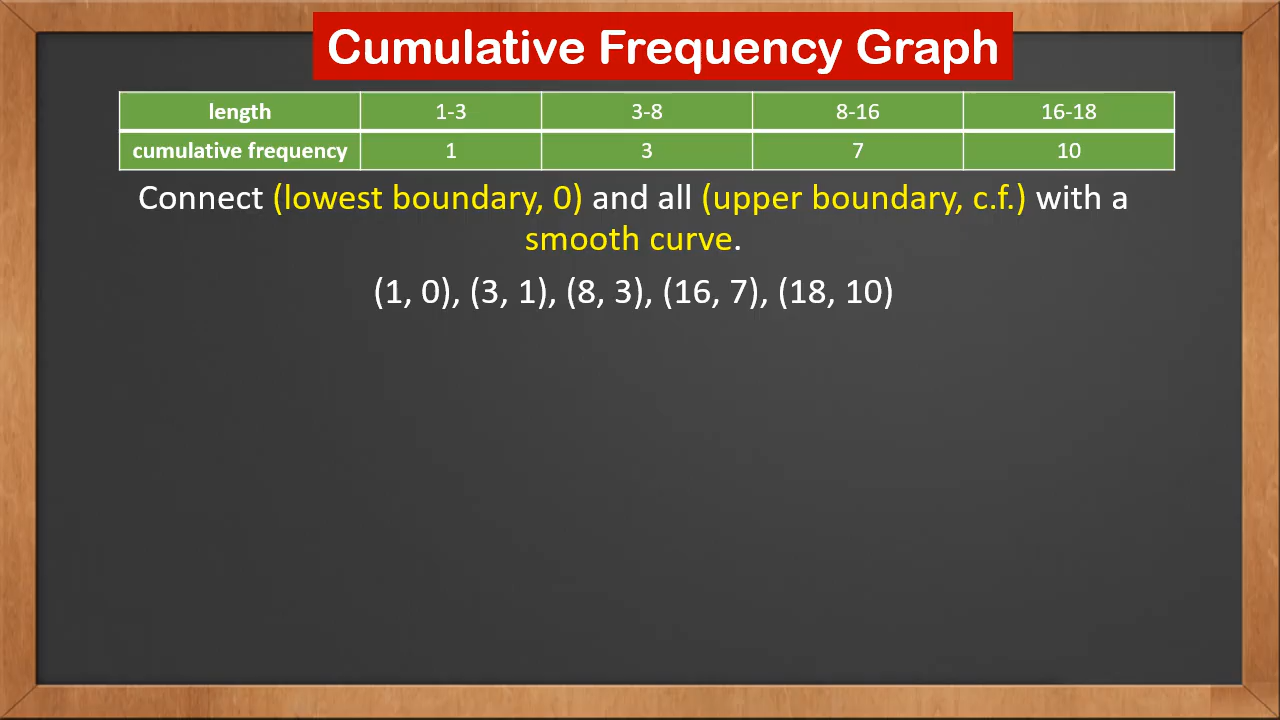 Cumulative Frequency Graph
length 1-3 3-8 8-16 16-18
cumulative frequency 1 3 7 10
Connect (lowest boundary, 0) and all (upper boundary, c.f.) with a
smooth curve.
(1, 0), (3, 1), (8, 3), (16, 7), (18, 10)